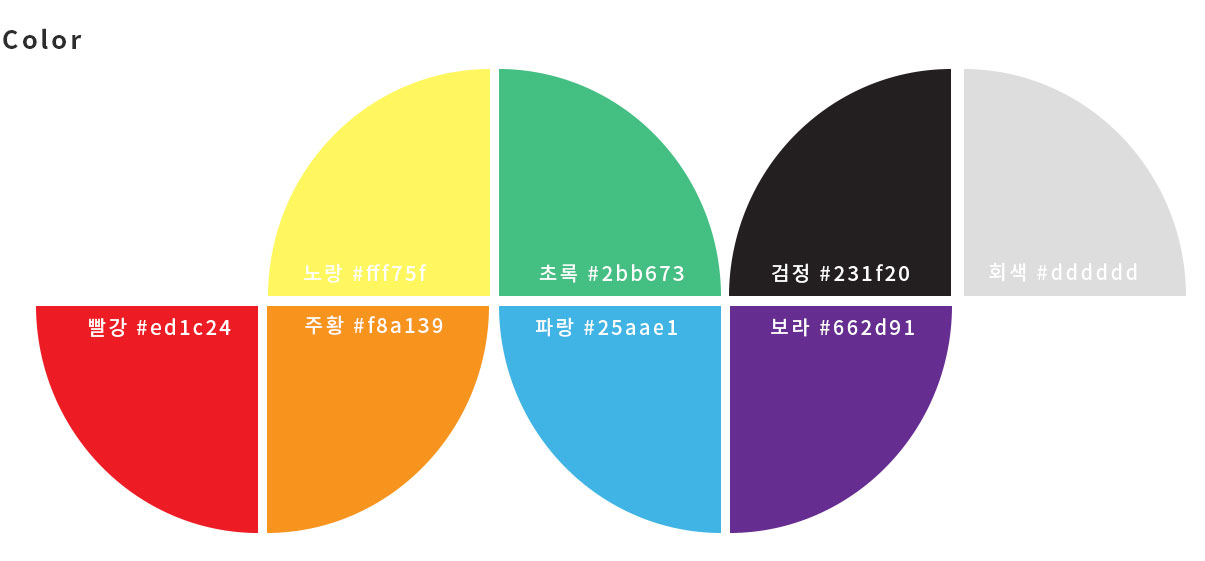 Color
노랑 #fff75f
초록 #2bb673
검정 #231f20
회색 #dddddd
빨강 #ed1c24
주황 #f8a139
파랑 #25aae1
보라 #662d91